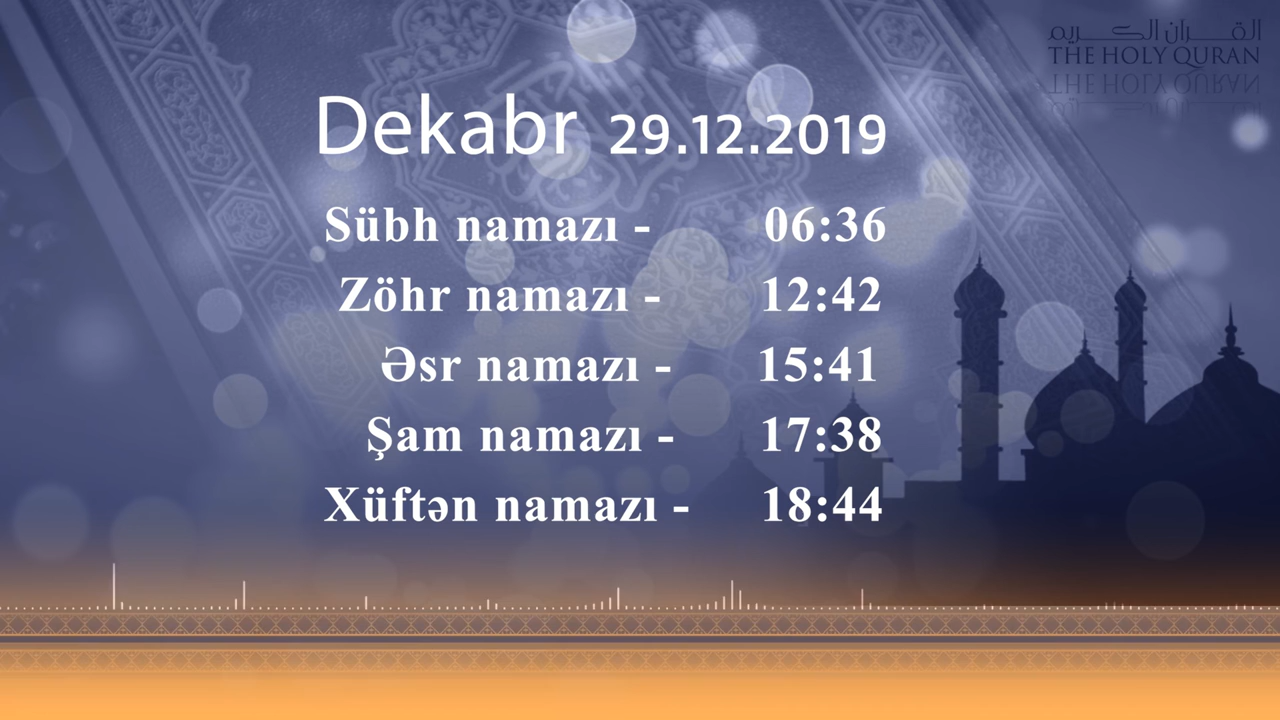 القرآن الكريم
THE HOLY QURAN
Dekabr 29.12.2019
Sübh namazı - 06:36
Zöhr namazı - 12:42
Əsr namazı - 15:41
Şam namazı - 17:38
Xüftən namazı - 18:44